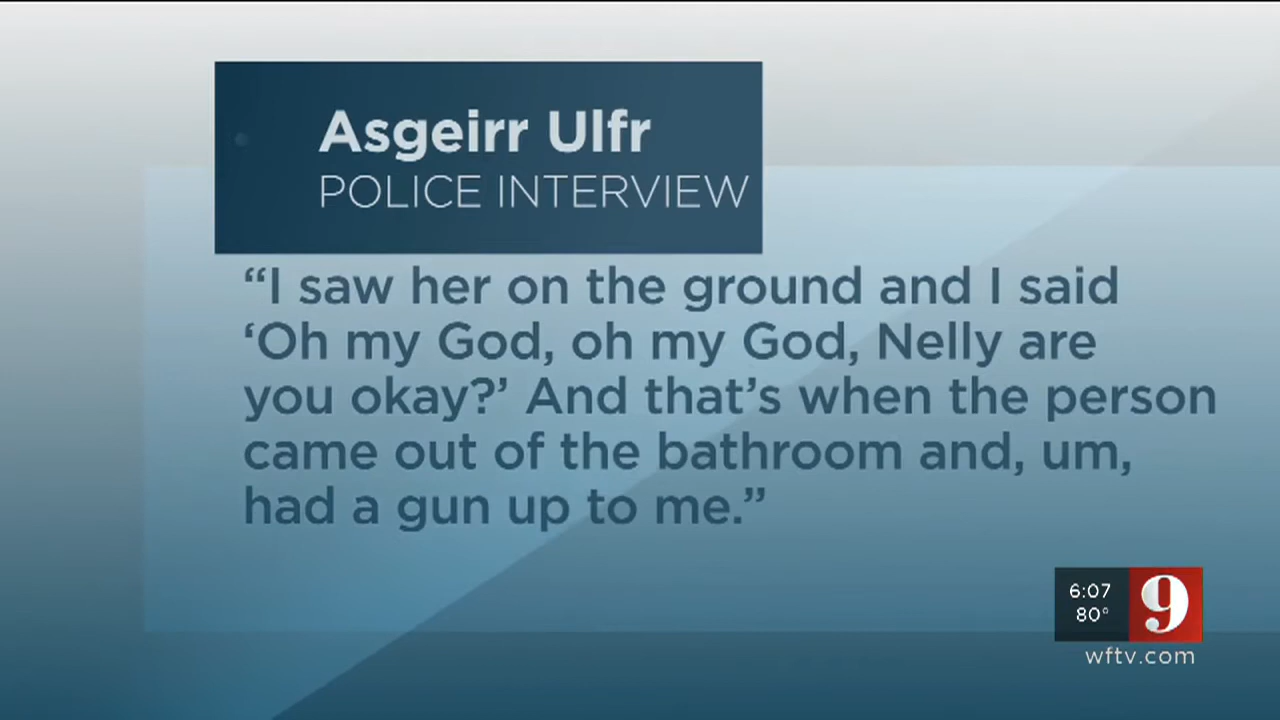 Asgeirr Ulfr
POLICE INTERVIEW
“I saw her on the ground and I said
‘Oh my God, oh my God, Nelly are
you okay?’ And that’s when the person
came out of the bathroom and, um,
had a gun up to me.”
6:07
80°
9
wftv.com